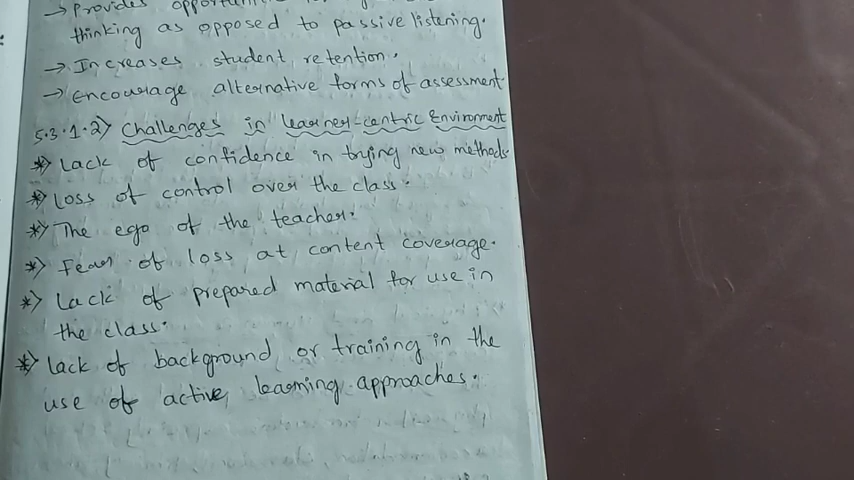 → Provides
thinking as opposed to passive listening.
→ Increases student retention.
→ Encourage alternative forms of assessment
5.3.1.2> Challenges in learner-centric Environment
*> Lack of confidence in trying new methods.
*> Loss of control over the class.
*> The ego of the teacher.
*> Fear of loss at content coverage.
*> Lack of prepared material for use in
the class.
*> Lack of background or training in the
use of active learning approaches.